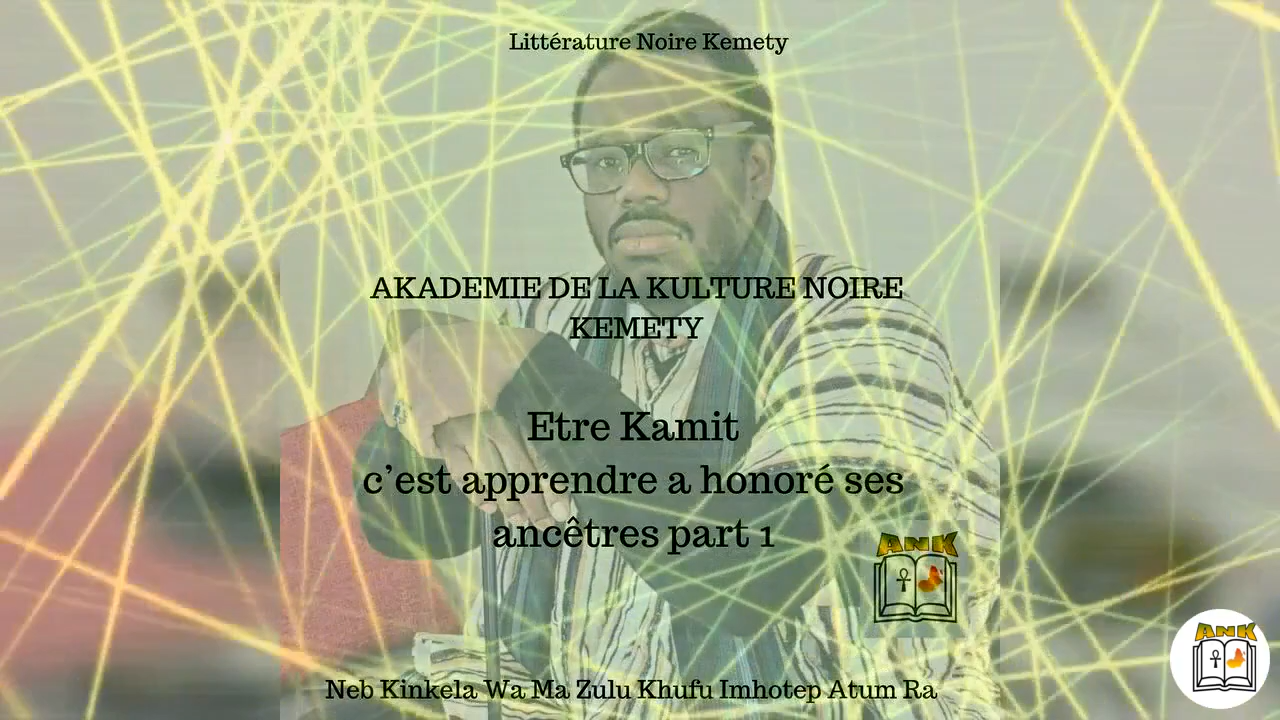 Littérature Noire Kemety
AKADEMIE DE LA KULTURE NOIRE
KEMETY
Etre Kamit
c’est apprendre a honoré ses
ancêtres part 1
ANK
Neb Kinkela Wa Ma Zulu Khufu Imhotep Atum Ra
ANK